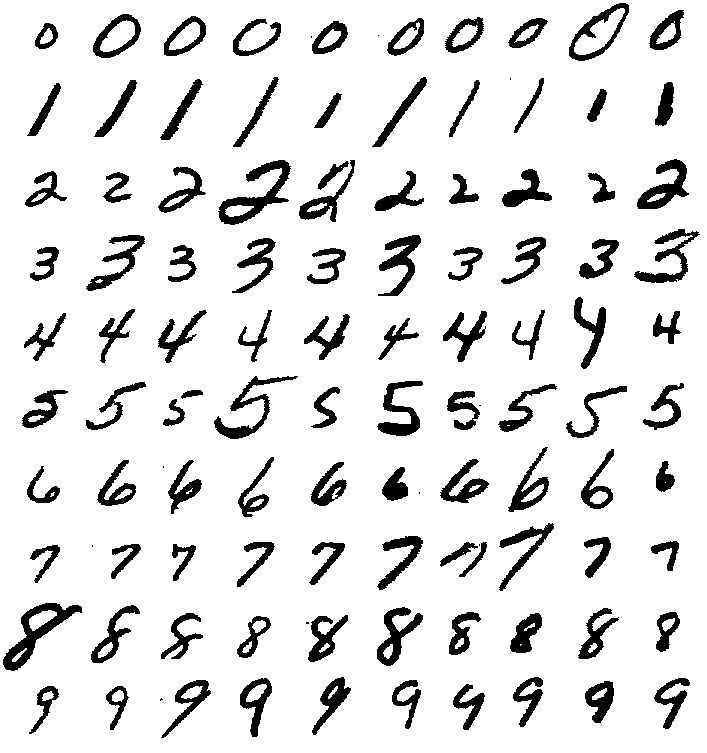 0 0 0 0 0 0 0 0 0 0
1 1 1 1 1 1 1 1 1 1
2 2 2 2 2 2 2 2 2 2
3 3 3 3 3 3 3 3 3 3
4 4 4 4 4 4 4 4 4 4
5 5 5 5 5 5 5 5 5 5
6 6 6 6 6 6 6 6 6 6
7 7 7 7 7 7 7 7 7 7
8 8 8 8 8 8 8 8 8 8
9 9 9 9 9 9 9 9 9 9